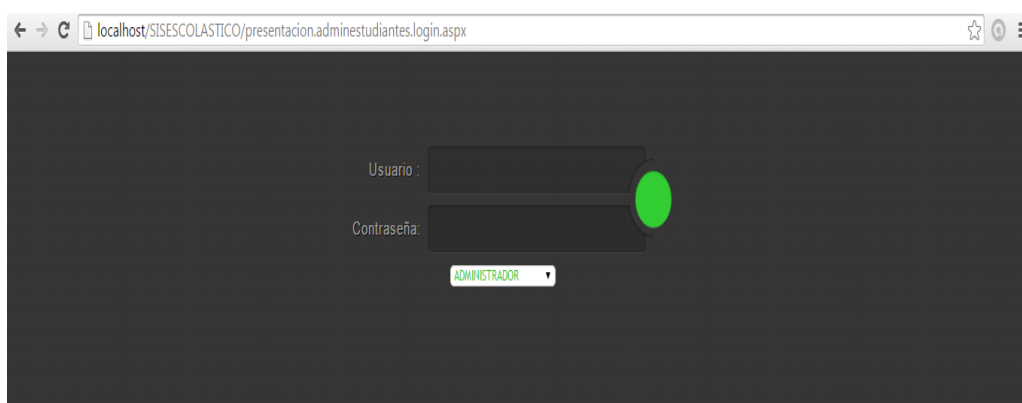 localhost/SISESCOLASTICO/presentacion.adminestudiantes.login.aspx
Usuario :
Contraseña:
ADMINISTRADOR